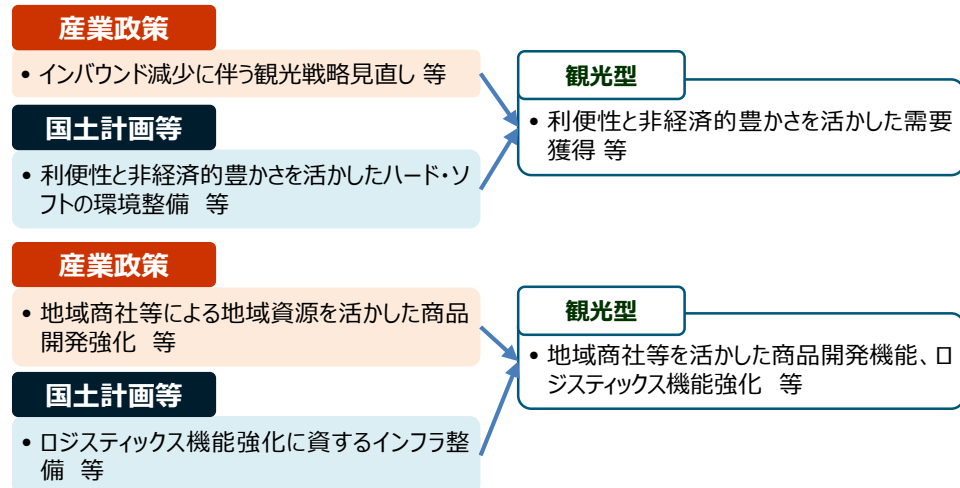 産業政策
• インバウンド減少に伴う観光戦略見直し 等
国土計画等
• 利便性と非経済的豊かさを活かしたハード・ソ
フトの環境整備 等
観光型
• 利便性と非経済的豊かさを活かした需要
獲得 等
産業政策
• 地域商社等による地域資源を活かした商品
開発強化 等
国土計画等
• ロジスティックス機能強化に資するインフラ整
備 等
観光型
• 地域商社等を活かした商品開発機能、ロ
ジスティックス機能強化 等